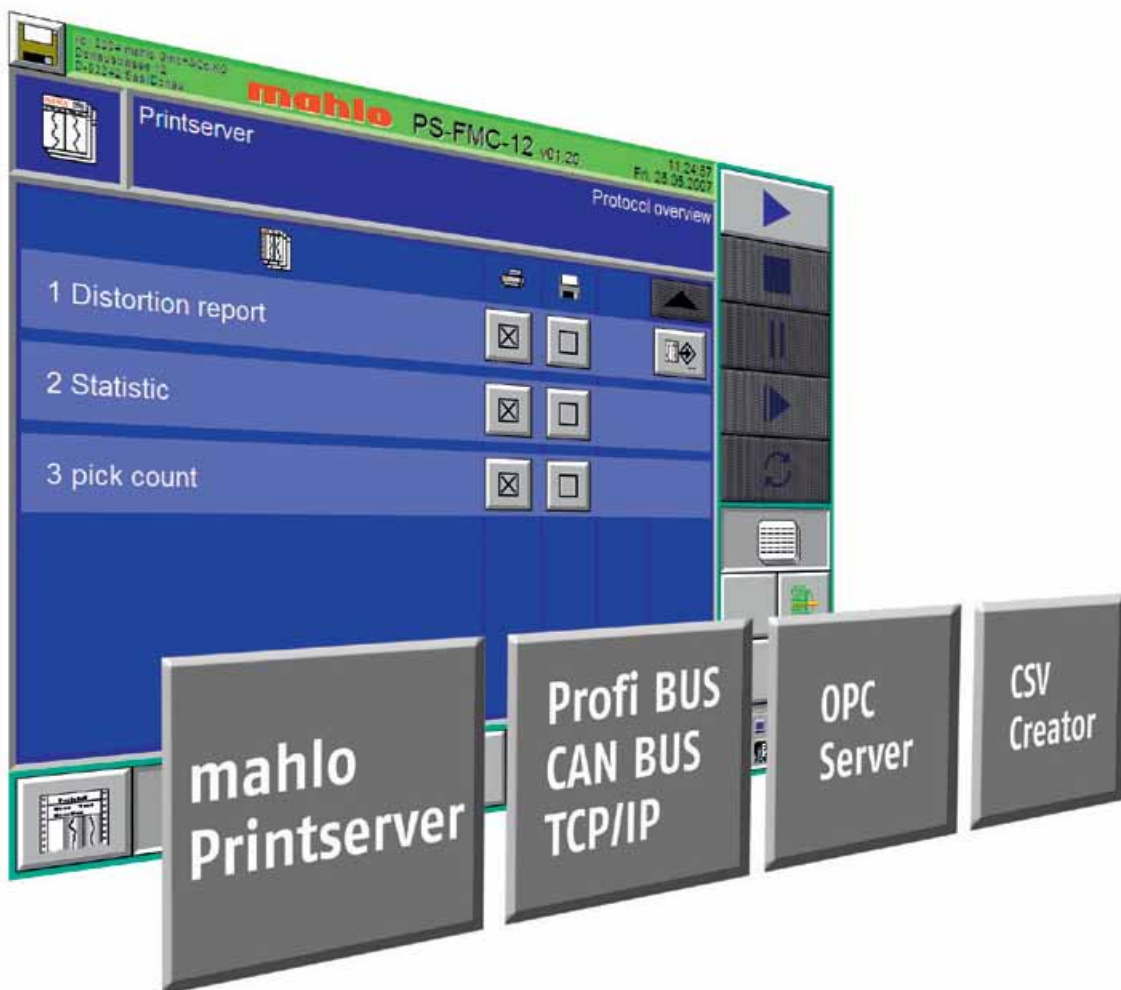 mahlo
PS-FMC-12 v01.20
11:24:57
Fri, 25.05.2007
Printserver
Protocol overview
1 Distortion report
2 Statistic
3 pick count
mahlo
Printserver
Profi BUS
CAN BUS
TCP/IP
OPC
Server
CSV
Creator